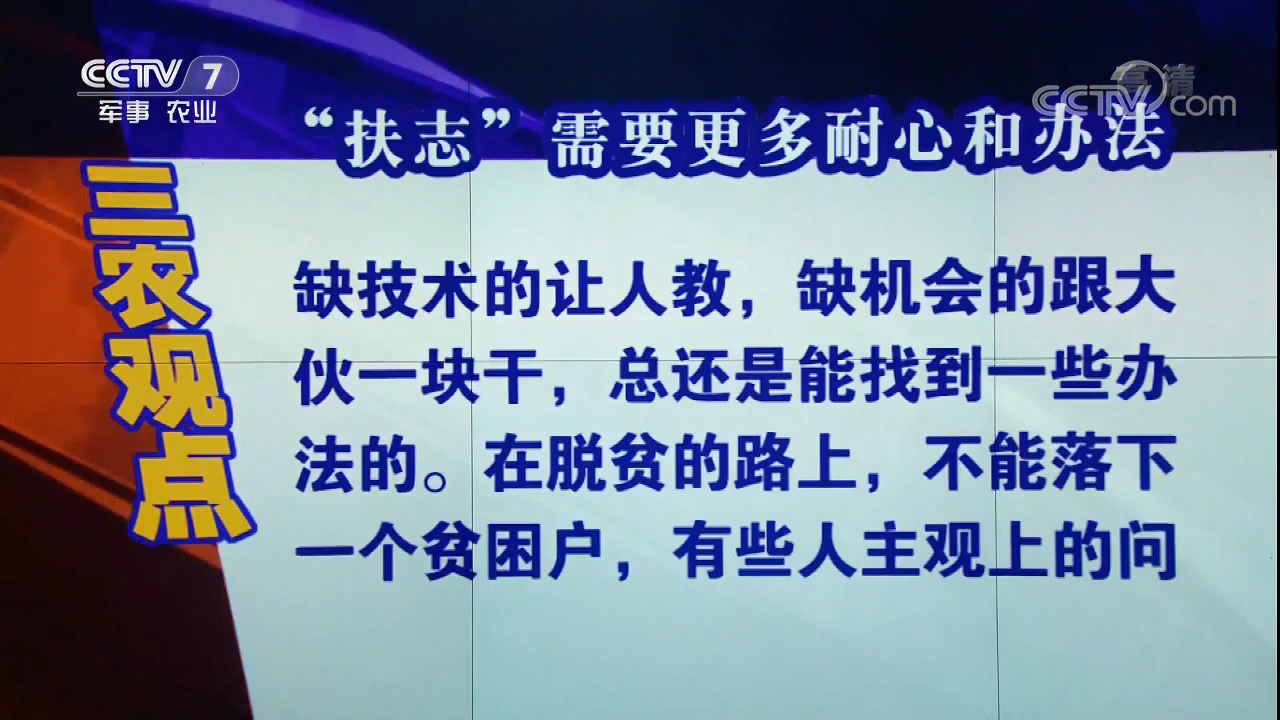 CCTV 7
军事 农业
高清
CCTV.com
“扶志”需要更多耐心和办法
三农观点
缺技术的让人教，缺机会的跟大
伙一块干，总还是能找到一些办
法的。在脱贫的路上，不能落下
一个贫困户，有些人主观上的问